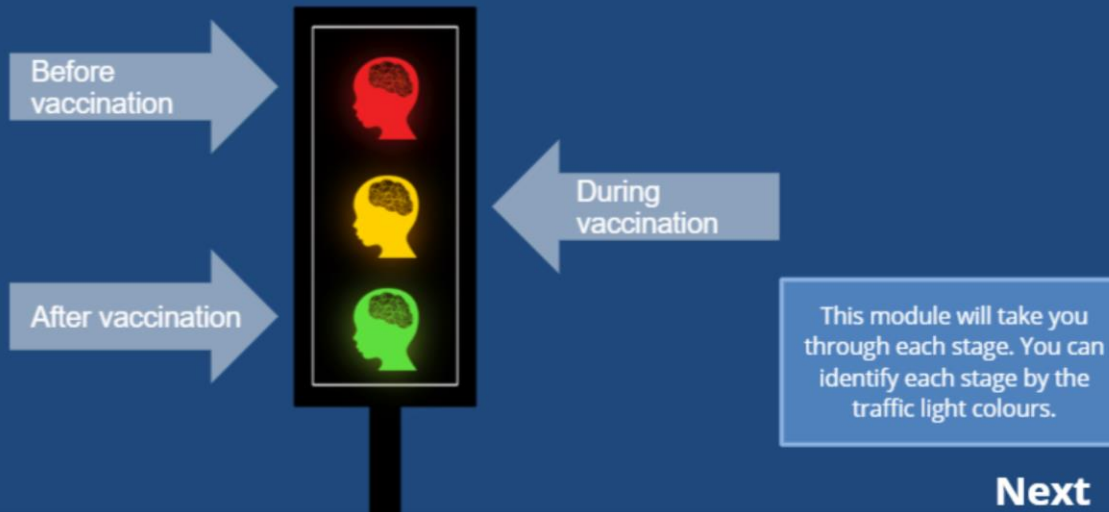 Before
vaccination
During
vaccination
After vaccination
This module will take you
through each stage. You can
identify each stage by the
traffic light colours.
Next